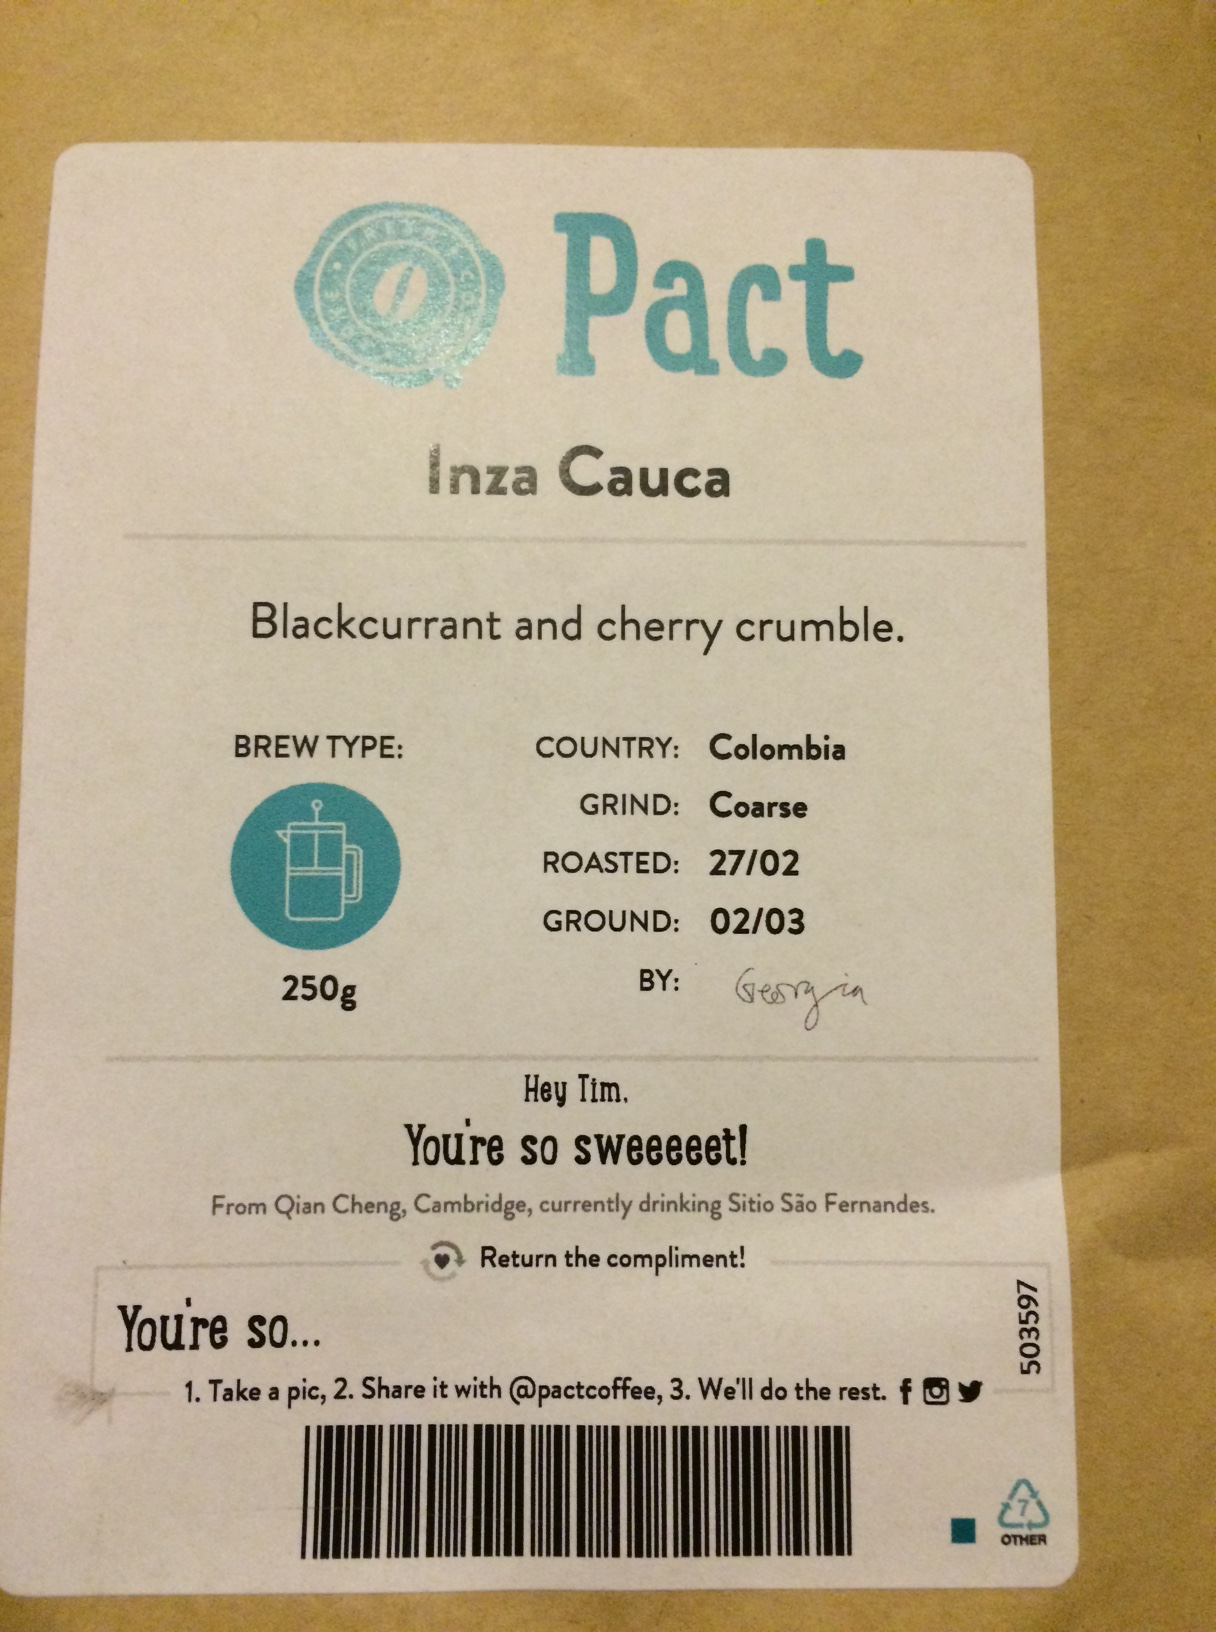 Pact
Inza Cauca
Blackcurrant and cherry crumble.
BREW TYPE:
250g
COUNTRY: Colombia
GRIND: Coarse
ROASTED: 27/02
GROUND: 02/03
BY: Georgia
Hey Tim,
You're so sweeeeet!
From Qian Cheng, Cambridge, currently drinking Sitio São Fernandes.
Return the compliment!
You're so...
503597
1. Take a pic, 2. Share it with @pactcoffee, 3. We'll do the rest.
7
OTHER